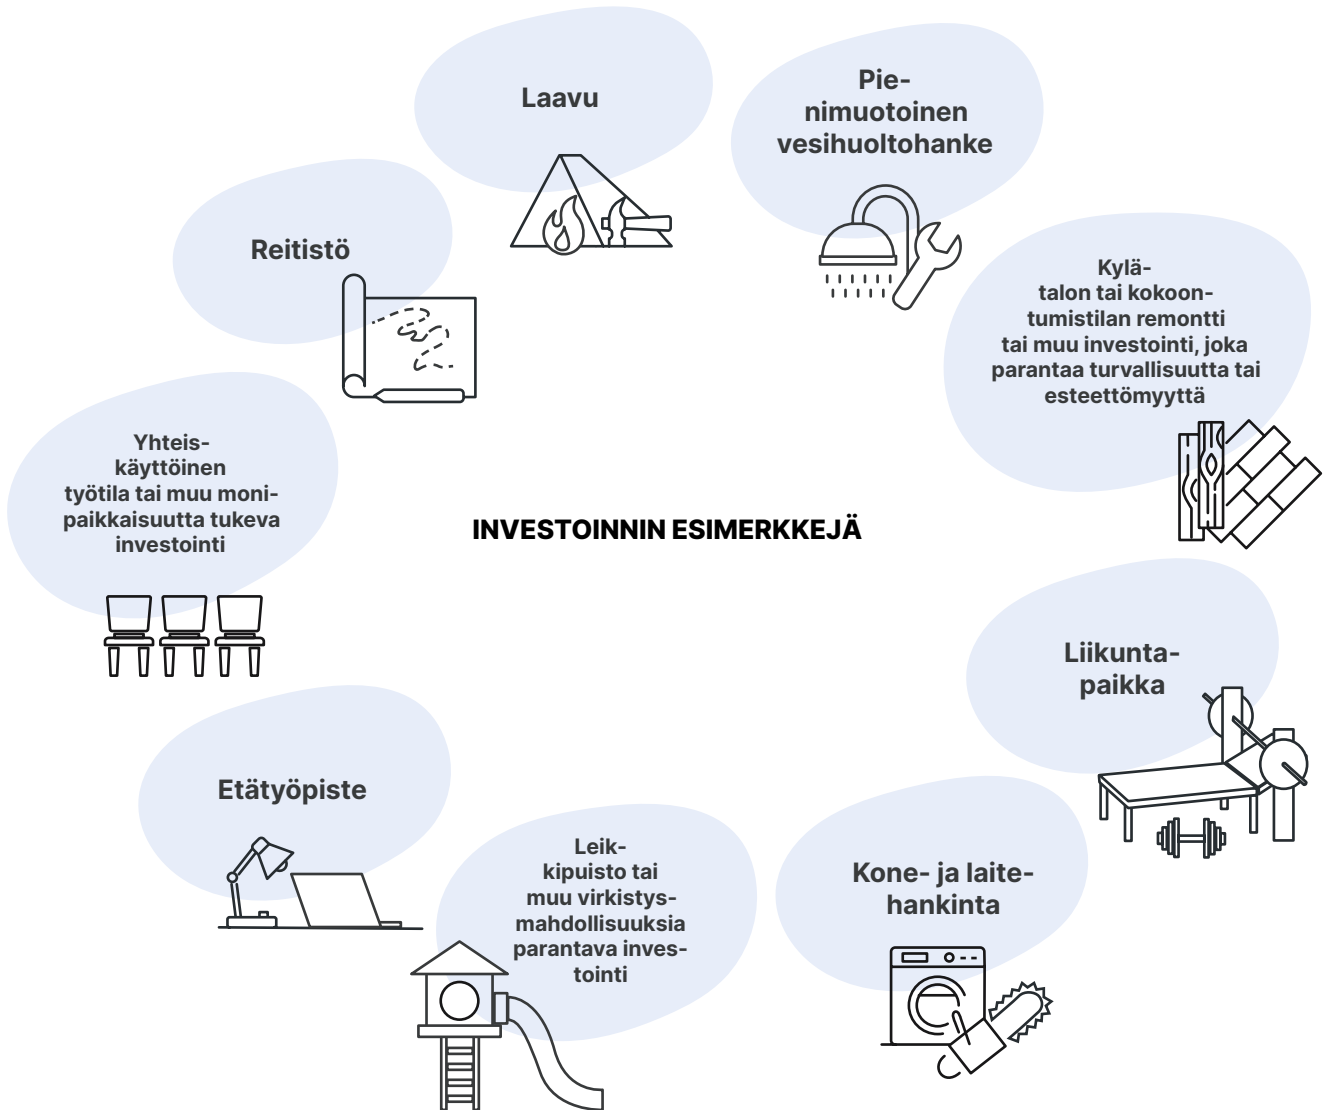 Laavu
Pie-
nimuotoinen
vesihuoltohanke
Reitistö
Kylä-
talon tai kokoon-
tumistilan remontti
tai muu investointi, joka
parantaa turvallisuutta tai
esteettömyyttä
Yhteis-
käyttöinen
työtila tai muu moni-
paikkaisuutta tukeva
investointi
INVESTOINNIN ESIMERKKEJÄ
Liikunta-
paikka
Etätyöpiste
Leik-
kipuisto tai
muu virkistys-
mahdollisuuksia
parantava inves-
tointi
Kone- ja laite-
hankinta